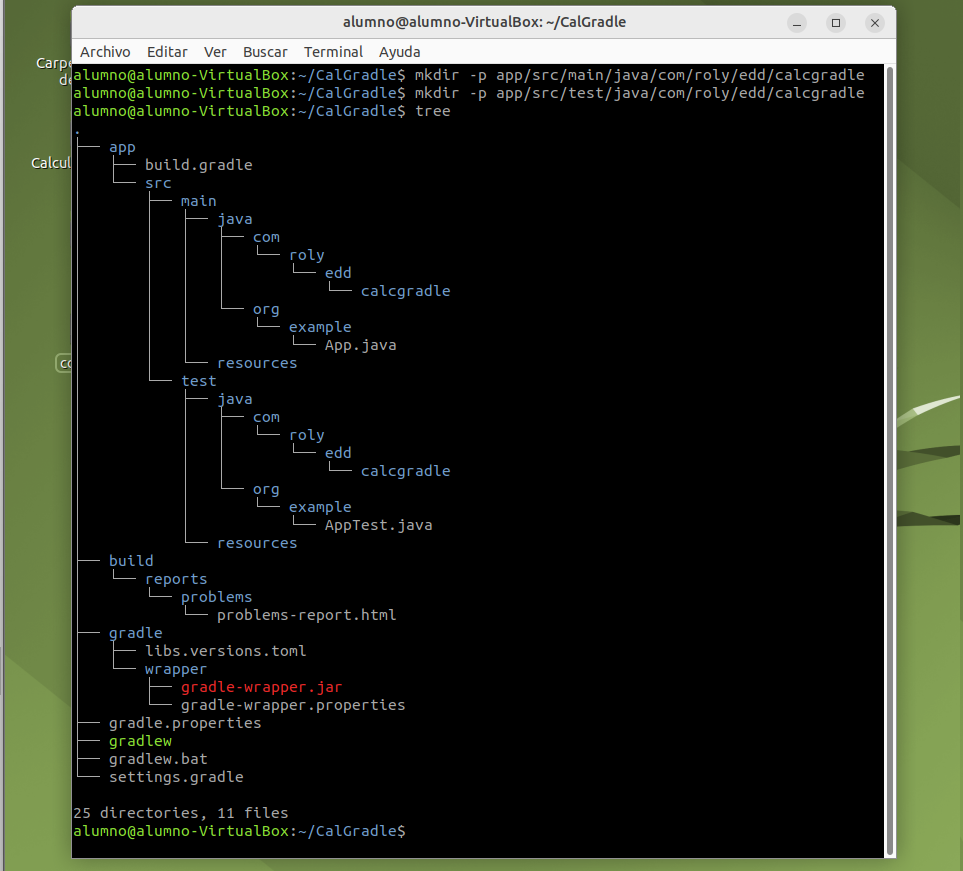 alumno@alumno-VirtualBox: ~/CalGradle
Archivo Editar Ver Buscar Terminal Ayuda
alumno@alumno-VirtualBox:~/CalGradle$ mkdir -p app/src/main/java/com/roly/edd/calcgradle
alumno@alumno-VirtualBox:~/CalGradle$ mkdir -p app/src/test/java/com/roly/edd/calcgradle
alumno@alumno-VirtualBox:~/CalGradle$ tree
.
├── app
│   ├── build.gradle
│   └── src
│       ├── main
│       │   ├── java
│       │   │   ├── com
│       │   │   │   └── roly
│       │   │   │       └── edd
│       │   │   │           └── calcgradle
│       │   │   └── org
│       │   │       └── example
│       │   │           └── App.java
│       │   └── resources
│       └── test
│           ├── java
│           │   ├── com
│           │   │   └── roly
│           │   │       └── edd
│           │   │           └── calcgradle
│           │   └── org
│           │       └── example
│           │           └── AppTest.java
│           └── resources
├── build
│   └── reports
│       └── problems
│           └── problems-report.html
├── gradle
│   ├── libs.versions.toml
│   └── wrapper
│       ├── gradle-wrapper.jar
│       └── gradle-wrapper.properties
├── gradle.properties
├── gradlew
├── gradlew.bat
└── settings.gradle
25 directories, 11 files
alumno@alumno-VirtualBox:~/CalGradle$
Carpe
de
Calcul
co